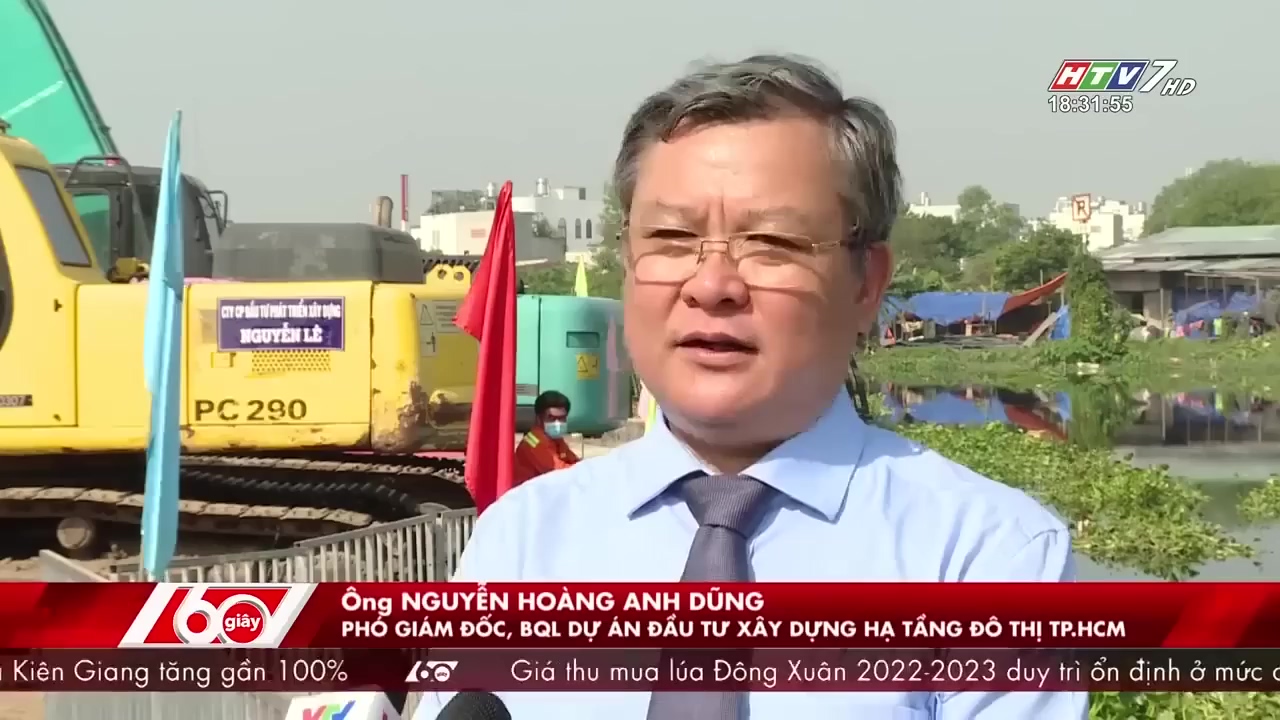 HTV7 HD
18:31:55
CTY CP ĐẦU TƯ PHÁT TRIỂN XÂY DỰNG
NGUYỄN LÊ
PC 280
60 giây
Ông NGUYỄN HOÀNG ANH DŨNG
PHÓ GIÁM ĐỐC, BQL DỰ ÁN ĐẦU TƯ XÂY DỰNG HẠ TẦNG ĐÔ THỊ TP.HCM
Kiên Giang tăng gần 100% 60 giây Giá thu mua lúa Đông Xuân 2022-2023 duy trì ổn định ở mức